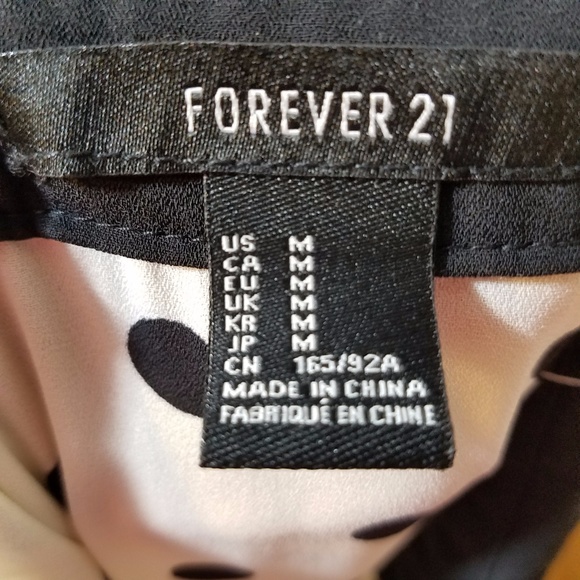 FOREVER 21
US M
CA M
EU M
UK M
KR M
JP M
CN 165/92A
MADE IN CHINA
FABRIQUÉ EN CHINE